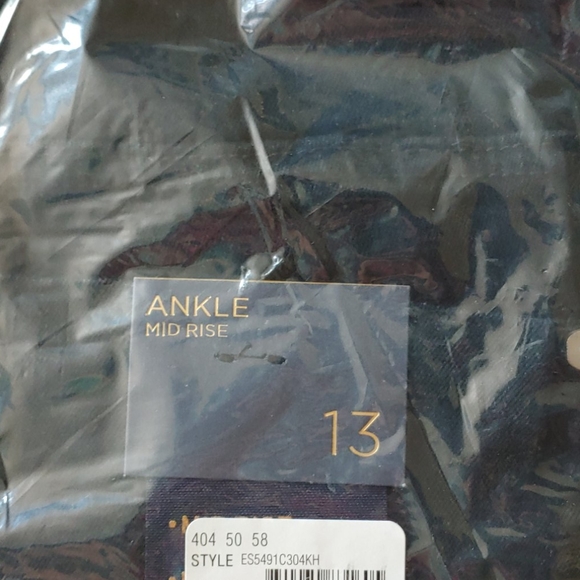 ANKLE
MID RISE
13
404 50 58
STYLE ES5491C304KH